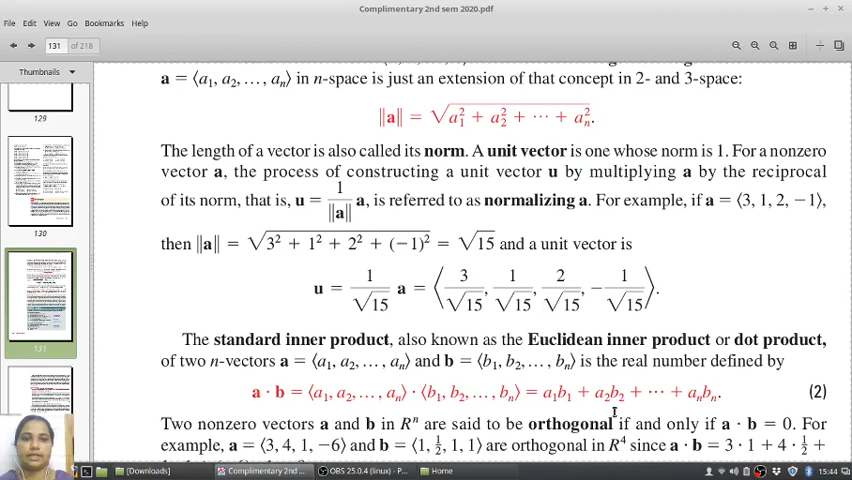 Complimentary 2nd sem 2020.pdf
File Edit View Go Bookmarks Help
131 of 218
Thumbnails
129
130
131
a = ⟨a₁, a₂, . . . , aₙ⟩ in n-space is just an extension of that concept in 2- and 3-space:
‖a‖ = √a₁² + a₂² + ··· + aₙ².
The length of a vector is also called its norm. A unit vector is one whose norm is 1. For a nonzero
vector a, the process of constructing a unit vector u by multiplying a by the reciprocal
of its norm, that is, u = 1/‖a‖ a, is referred to as normalizing a. For example, if a = ⟨3, 1, 2, −1⟩,
then ‖a‖ = √3² + 1² + 2² + (−1)² = √15 and a unit vector is
u = 1/√15 a = ⟨3/√15, 1/√15, 2/√15, −1/√15⟩.
The standard inner product, also known as the Euclidean inner product or dot product,
of two n-vectors a = ⟨a₁, a₂, . . . , aₙ⟩ and b = ⟨b₁, b₂, . . . , bₙ⟩ is the real number defined by
a · b = ⟨a₁, a₂, . . . , aₙ⟩ · ⟨b₁, b₂, . . . , bₙ⟩ = a₁b₁ + a₂b₂ + ··· + aₙbₙ. (2)
Two nonzero vectors a and b in Rⁿ are said to be orthogonal if and only if a · b = 0. For
example, a = ⟨3, 4, 1, −6⟩ and b = ⟨1, ½, 1, 1⟩ are orthogonal in R⁴ since a · b = 3 · 1 + 4 · ½ +
[Downloads] Complimentary 2nd sem 20... OBS 25.0.4 (linux) - P... Home 15:44